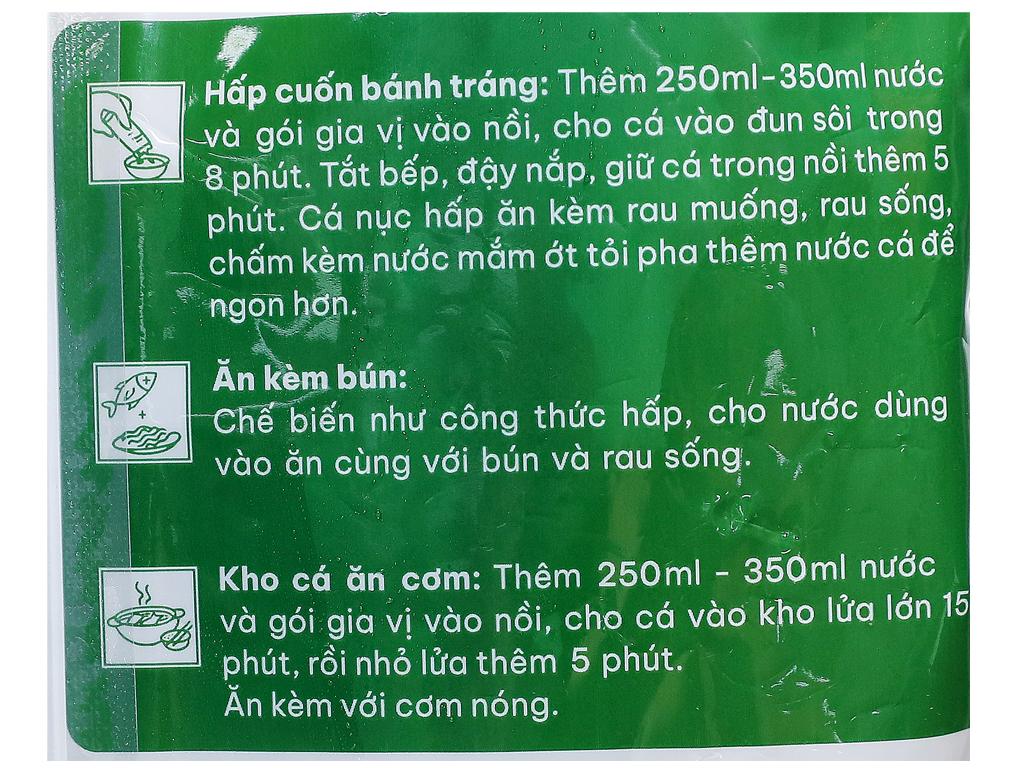 Hấp cuốn bánh tráng: Thêm 250ml-350ml nước
và gói gia vị vào nồi, cho cá vào đun sôi trong
8 phút. Tắt bếp, đậy nắp, giữ cá trong nồi thêm 5
phút. Cá nục hấp ăn kèm rau muống, rau sống,
chấm kèm nước mắm ớt tỏi pha thêm nước cá để
ngon hơn.
Ăn kèm bún:
Chế biến như công thức hấp, cho nước dùng
vào ăn cùng với bún và rau sống.
Kho cá ăn cơm: Thêm 250ml - 350ml nước
và gói gia vị vào nồi, cho cá vào kho lửa lớn 15
phút, rồi nhỏ lửa thêm 5 phút.
Ăn kèm với cơm nóng.